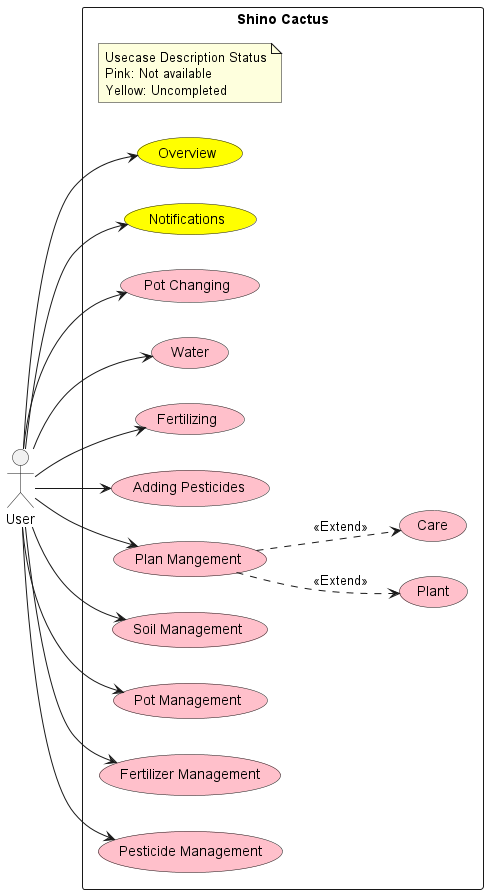 Shino Cactus
Usecase Description Status
Pink: Not available
Yellow: Uncompleted
Overview
Notifications
Pot Changing
Water
Fertilizing
User
Adding Pesticides
Plan Mangement
«Extend»
Care
«Extend»
Plant
Soil Management
Pot Management
Fertilizer Management
Pesticide Management